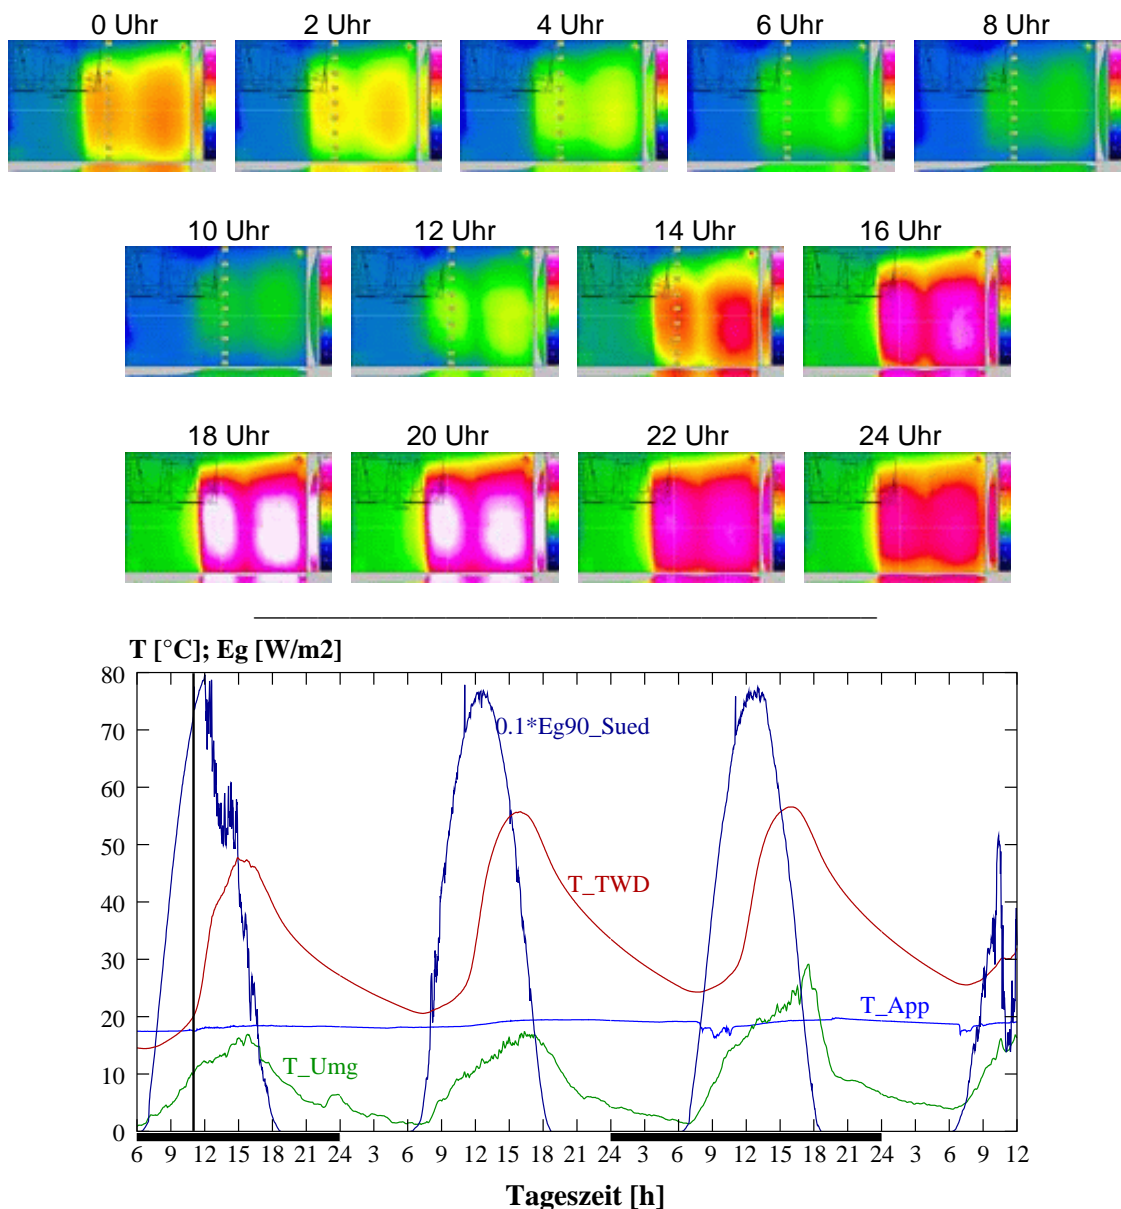 0 Uhr 2 Uhr 4 Uhr 6 Uhr 8 Uhr
10 Uhr 12 Uhr 14 Uhr 16 Uhr
18 Uhr 20 Uhr 22 Uhr 24 Uhr
T [°C]; Eg [W/m2]
80
70
0.1*Eg90_Sued
60
50
T_TWD
40
30
T_App
20
T_Umg
10
0
6 9 12 15 18 21 24 3 6 9 12 15 18 21 24 3 6 9 12 15 18 21 24 3 6 9 12
Tageszeit [h]